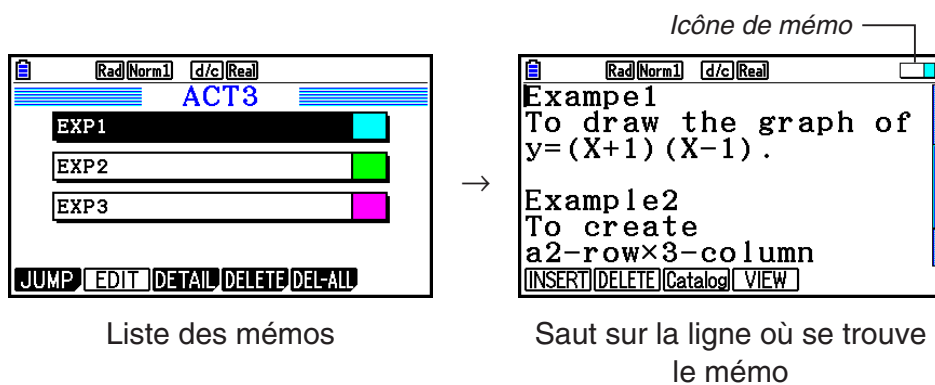 Icône de mémo
Rad Norm1 d/c Real
ACT3
EXP1
EXP2
EXP3
JUMP EDIT DETAIL DELETE DEL-ALL
→
Rad Norm1 d/c Real
Exampe1
To draw the graph of
y=(X+1)(X−1).
Example2
To create
a2−row×3−column
INSERT DELETE Catalog VIEW
Liste des mémos
Saut sur la ligne où se trouve
le mémo